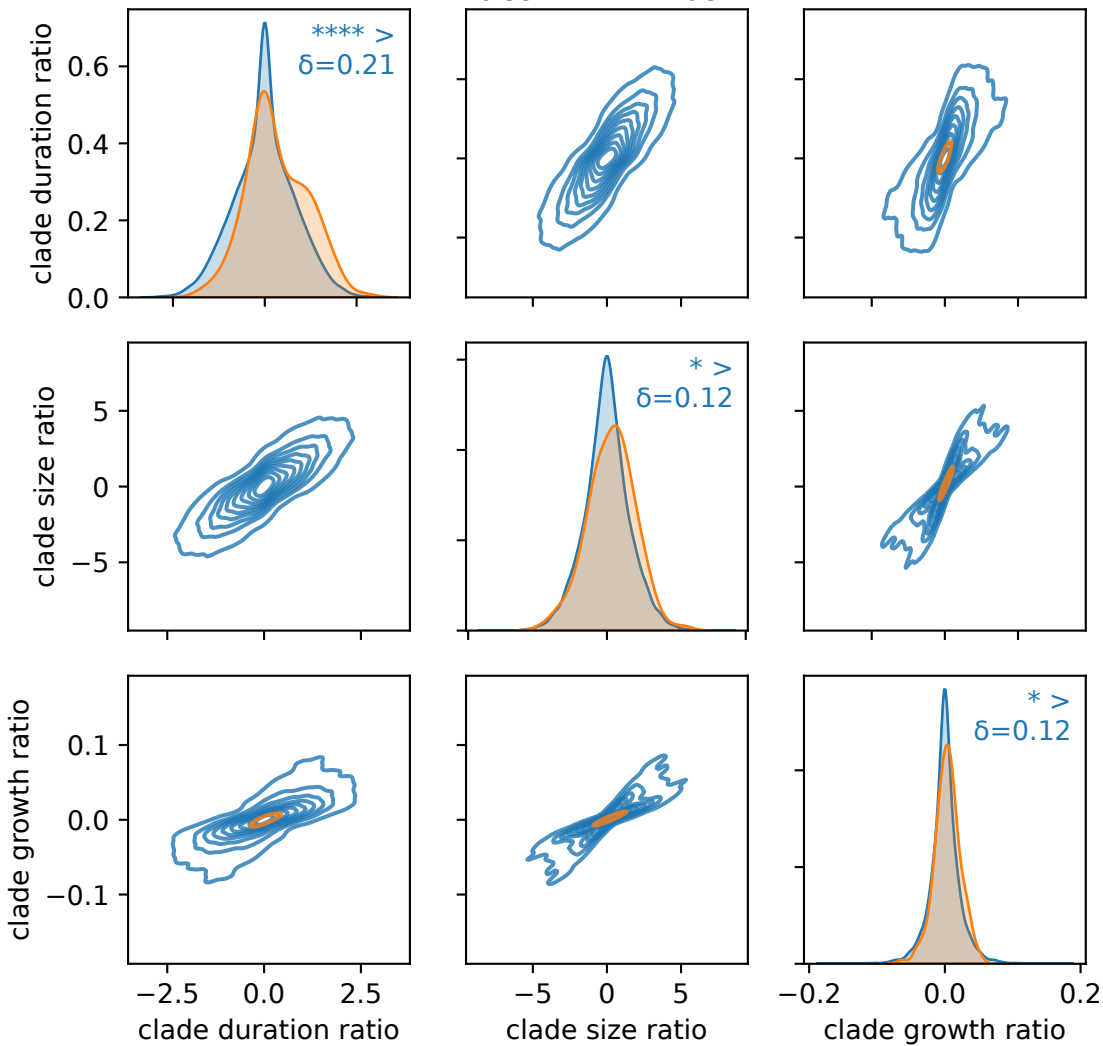 clade duration ratio
0.6
0.4
0.2
0.0
**** >
δ=0.21
clade size ratio
5
0
−5
* >
δ=0.12
clade growth ratio
0.1
0.0
−0.1
* >
δ=0.12
−2.5 0.0 2.5
−5 0 5
−0.2 0.0 0.2
clade duration ratio
clade size ratio
clade growth ratio